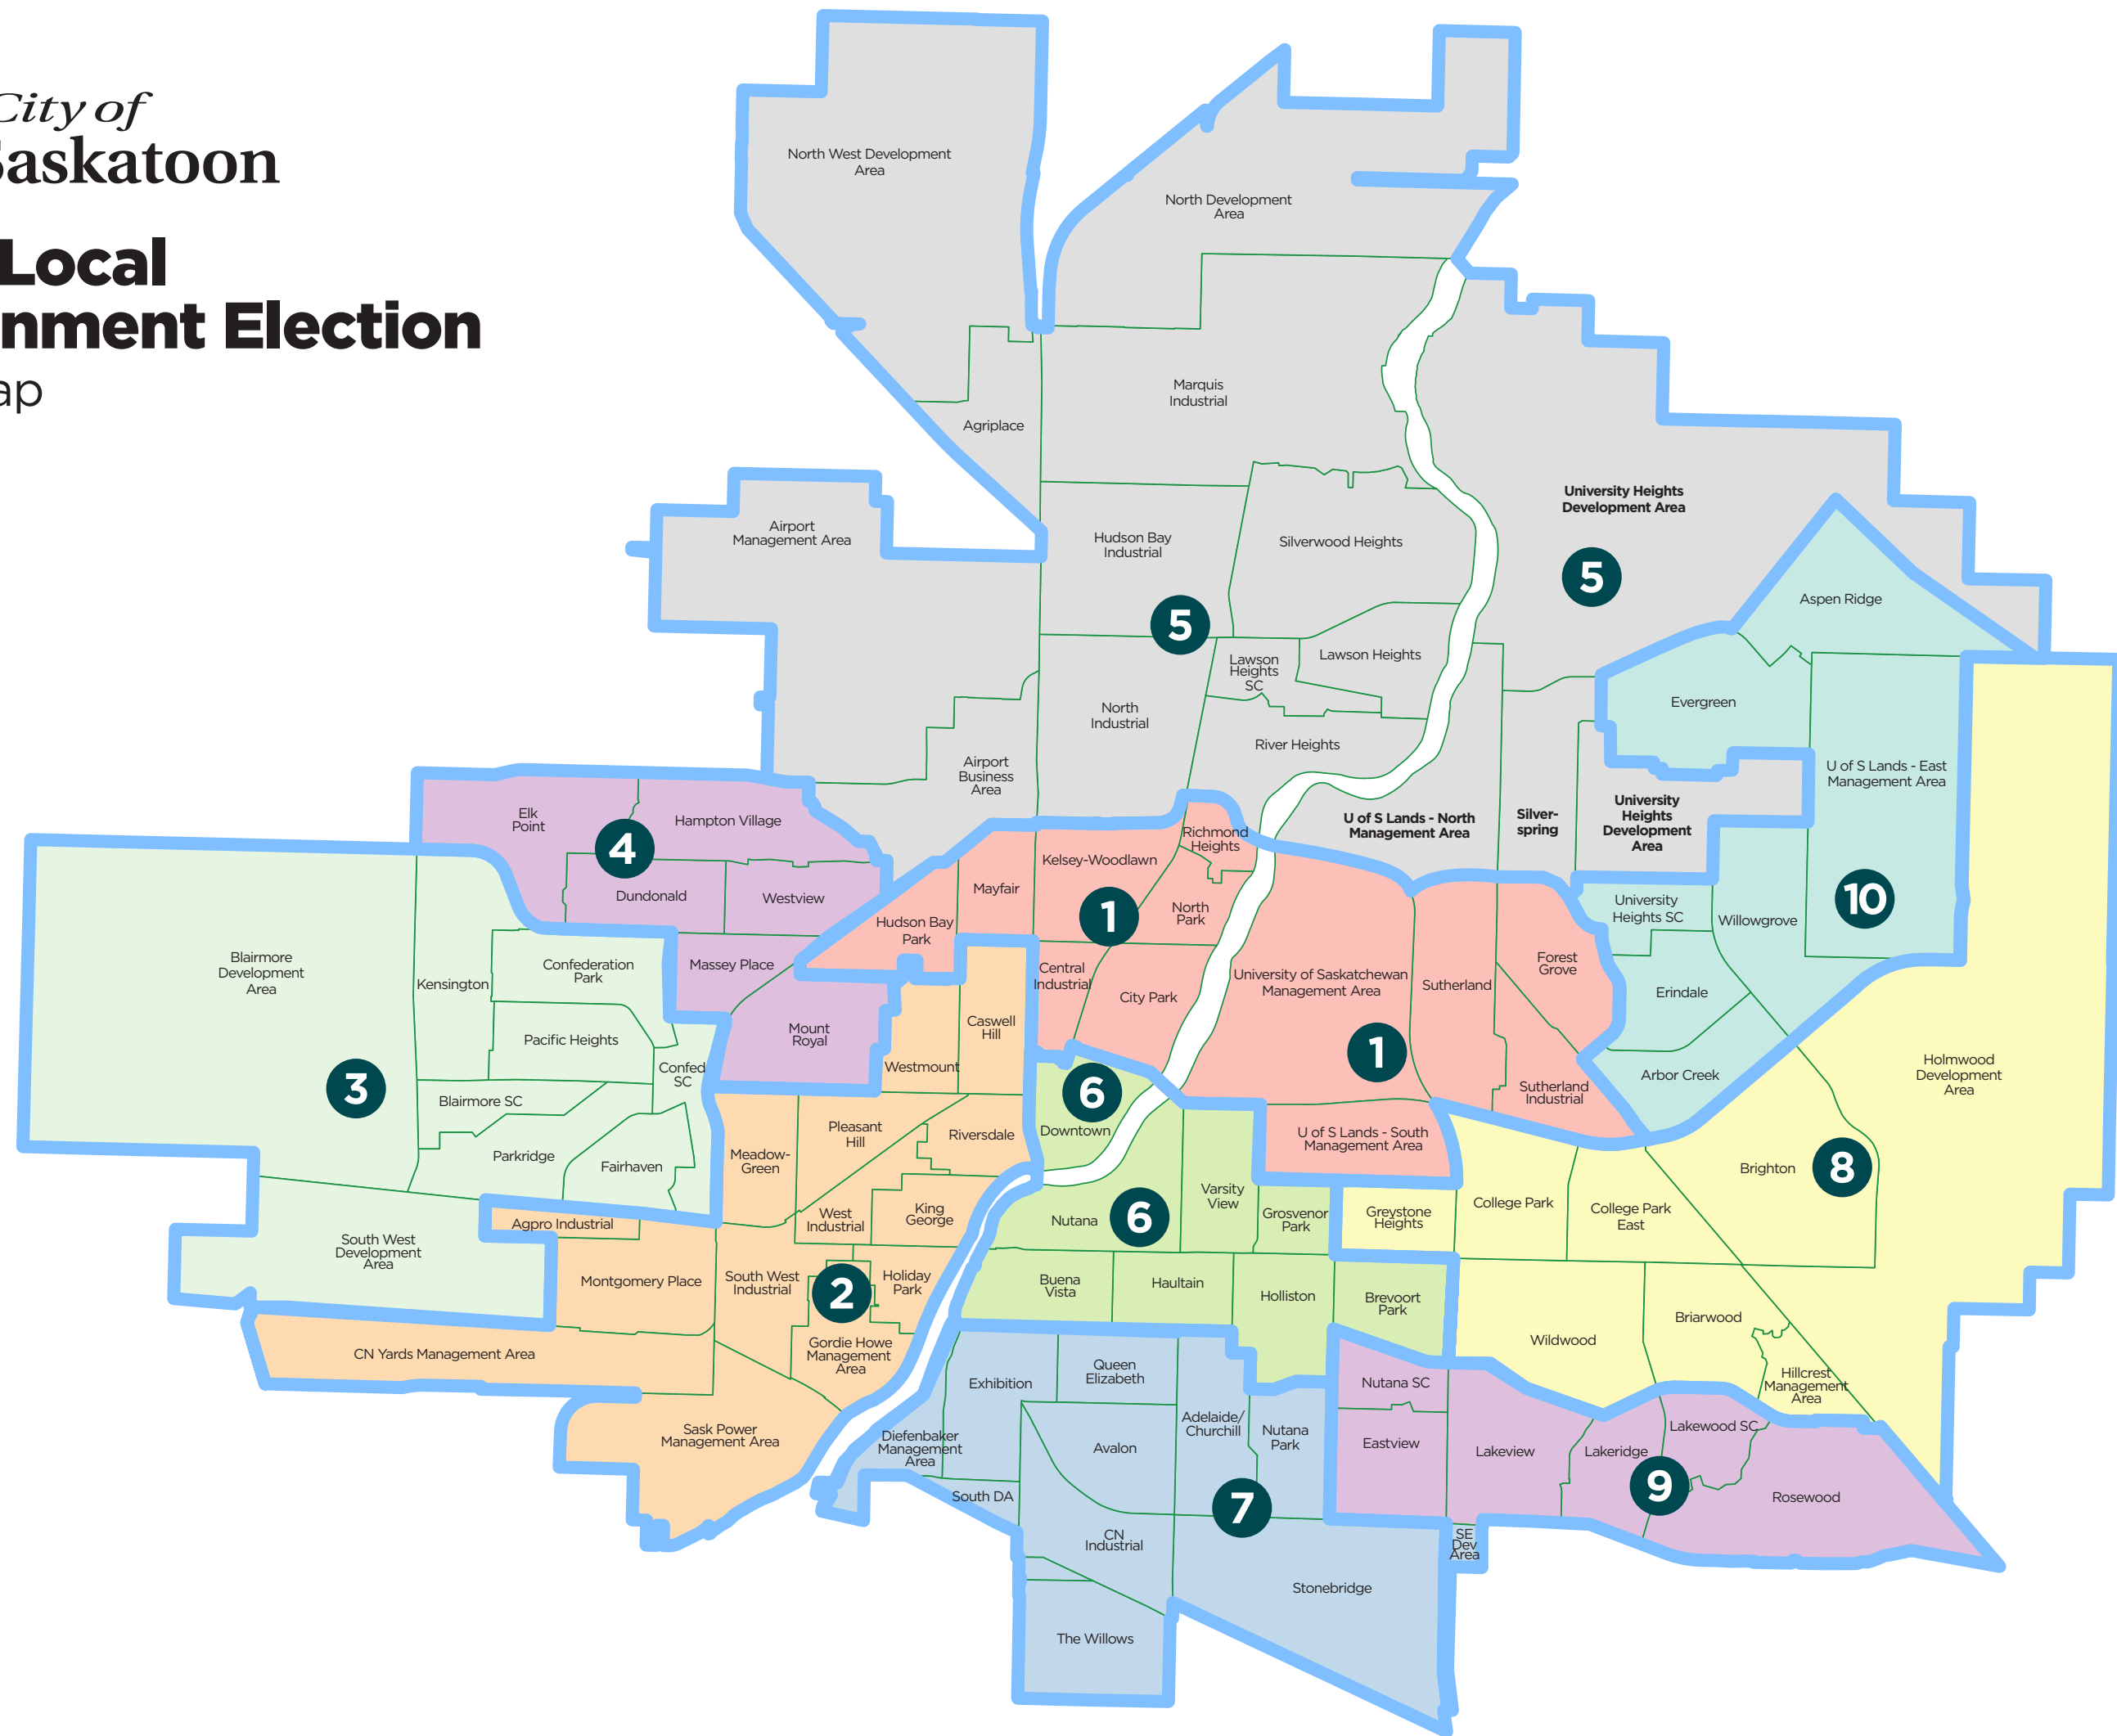 City of
Saskatoon
Local
nment Election
ap
North West Development
Area
North Development
Area
Marquis
Industrial
Agriplace
University Heights
Development Area
Airport
Management Area
Hudson Bay
Industrial
Silverwood Heights
5
5
Aspen Ridge
Lawson
Heights
SC
Lawson Heights
Evergreen
North
Industrial
River Heights
Airport
Business
Area
U of S Lands - East
Management Area
Elk
Point
Hampton Village
4
U of S Lands - North
Management Area
Silver-
spring
University
Heights
Development
Area
Richmond
Heights
Kelsey-Woodlawn
Mayfair
Dundonald
Westview
1
North
Park
Hudson Bay
Park
University
Heights SC
Willowgrove
10
Blairmore
Development
Area
Kensington
Confederation
Park
Massey Place
Central
Industrial
City Park
University of Saskatchewan
Management Area
Sutherland
Forest
Grove
Erindale
Pacific Heights
Mount
Royal
Caswell
Hill
Westmount
Confed
SC
3
Blairmore SC
6
1
Sutherland
Industrial
Arbor Creek
Holmwood
Development
Area
Parkridge
Fairhaven
Meadow-
Green
Pleasant
Hill
Riversdale
Downtown
U of S Lands - South
Management Area
Brighton
8
Agpro Industrial
West
Industrial
King
George
Nutana
6
Varsity
View
Grosvenor
Park
Greystone
Heights
College Park
College Park
East
South West
Development
Area
Montgomery Place
South West
Industrial
2
Holiday
Park
Buena
Vista
Haultain
Holliston
Brevoort
Park
Briarwood
Wildwood
CN Yards Management Area
Gordie Howe
Management
Area
Hillcrest
Management
Area
Exhibition
Queen
Elizabeth
Nutana SC
Sask Power
Management Area
Diefenbaker
Management
Area
Avalon
Adelaide/
Churchill
Nutana
Park
Eastview
Lakeview
Lakeridge
Lakewood SC
9
Rosewood
South DA
7
CN
Industrial
SE
Dev
Area
Stonebridge
The Willows